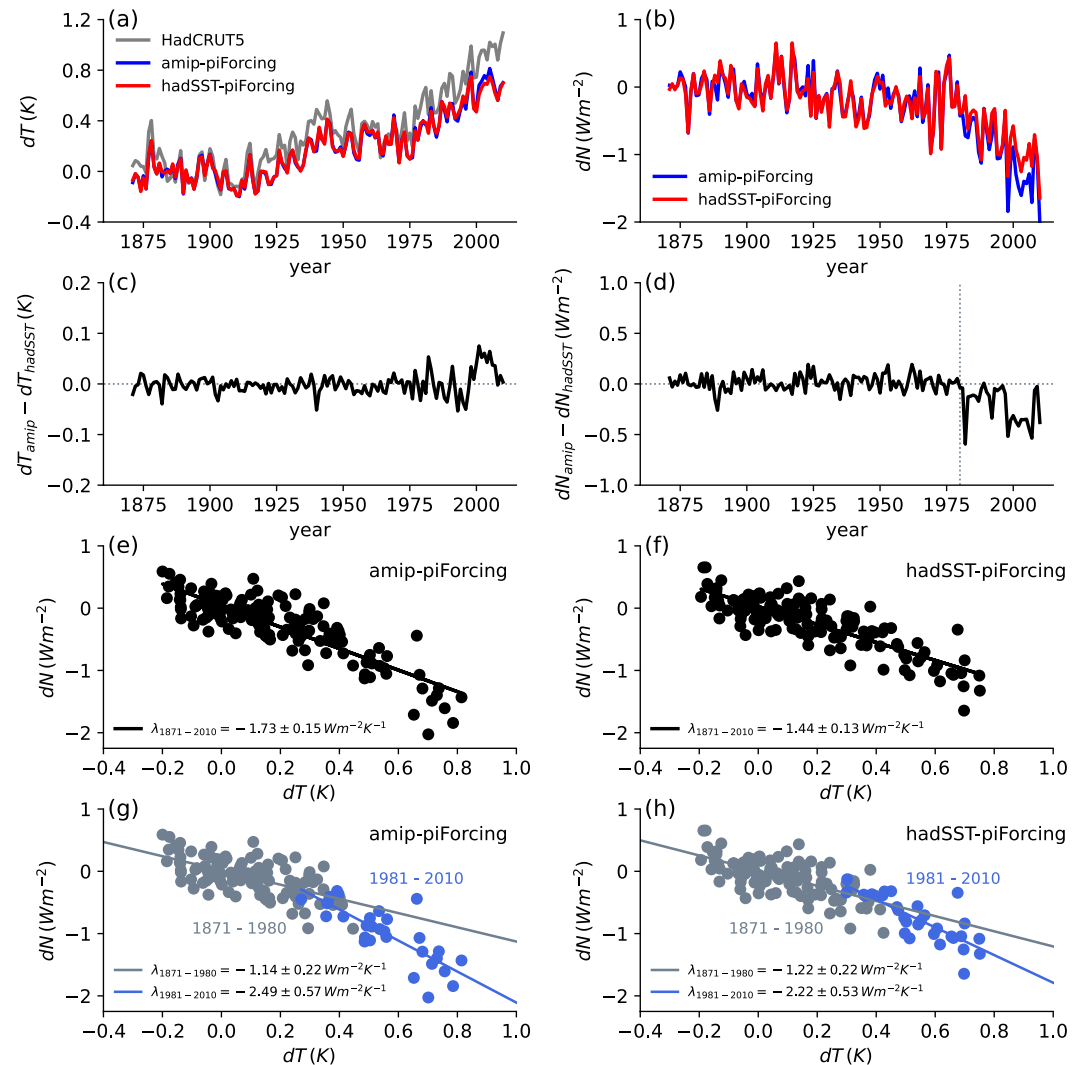 (a)
HadCRUT5
amip-piForcing
hadSST-piForcing
dT (K)
1.2
0.8
0.4
0.0
−0.4
1875 1900 1925 1950 1975 2000
year
(b)
amip-piForcing
hadSST-piForcing
dN (Wm⁻²)
1
0
−1
−2
1875 1900 1925 1950 1975 2000
year
(c)
dT_amip − dT_hadSST (K)
0.2
0.1
0.0
−0.1
−0.2
1875 1900 1925 1950 1975 2000
year
(d)
dN_amip − dN_hadSST (Wm⁻²)
1.0
0.5
0.0
−0.5
−1.0
1875 1900 1925 1950 1975 2000
year
(e)
amip-piForcing
dN (Wm⁻²)
1
0
−1
−2
λ₁₈₇₁₋₂₀₁₀ = −1.73 ± 0.15 Wm⁻²K⁻¹
−0.4 −0.2 0.0 0.2 0.4 0.6 0.8 1.0
dT (K)
(f)
hadSST-piForcing
dN (Wm⁻²)
1
0
−1
−2
λ₁₈₇₁₋₂₀₁₀ = −1.44 ± 0.13 Wm⁻²K⁻¹
−0.4 −0.2 0.0 0.2 0.4 0.6 0.8 1.0
dT (K)
(g)
amip-piForcing
1981 - 2010
1871 - 1980
dN (Wm⁻²)
1
0
−1
−2
λ₁₈₇₁₋₁₉₈₀ = −1.14 ± 0.22 Wm⁻²K⁻¹
λ₁₉₈₁₋₂₀₁₀ = −2.49 ± 0.57 Wm⁻²K⁻¹
−0.4 −0.2 0.0 0.2 0.4 0.6 0.8 1.0
dT (K)
(h)
hadSST-piForcing
1981 - 2010
1871 - 1980
dN (Wm⁻²)
1
0
−1
−2
λ₁₈₇₁₋₁₉₈₀ = −1.22 ± 0.22 Wm⁻²K⁻¹
λ₁₉₈₁₋₂₀₁₀ = −2.22 ± 0.53 Wm⁻²K⁻¹
−0.4 −0.2 0.0 0.2 0.4 0.6 0.8 1.0
dT (K)